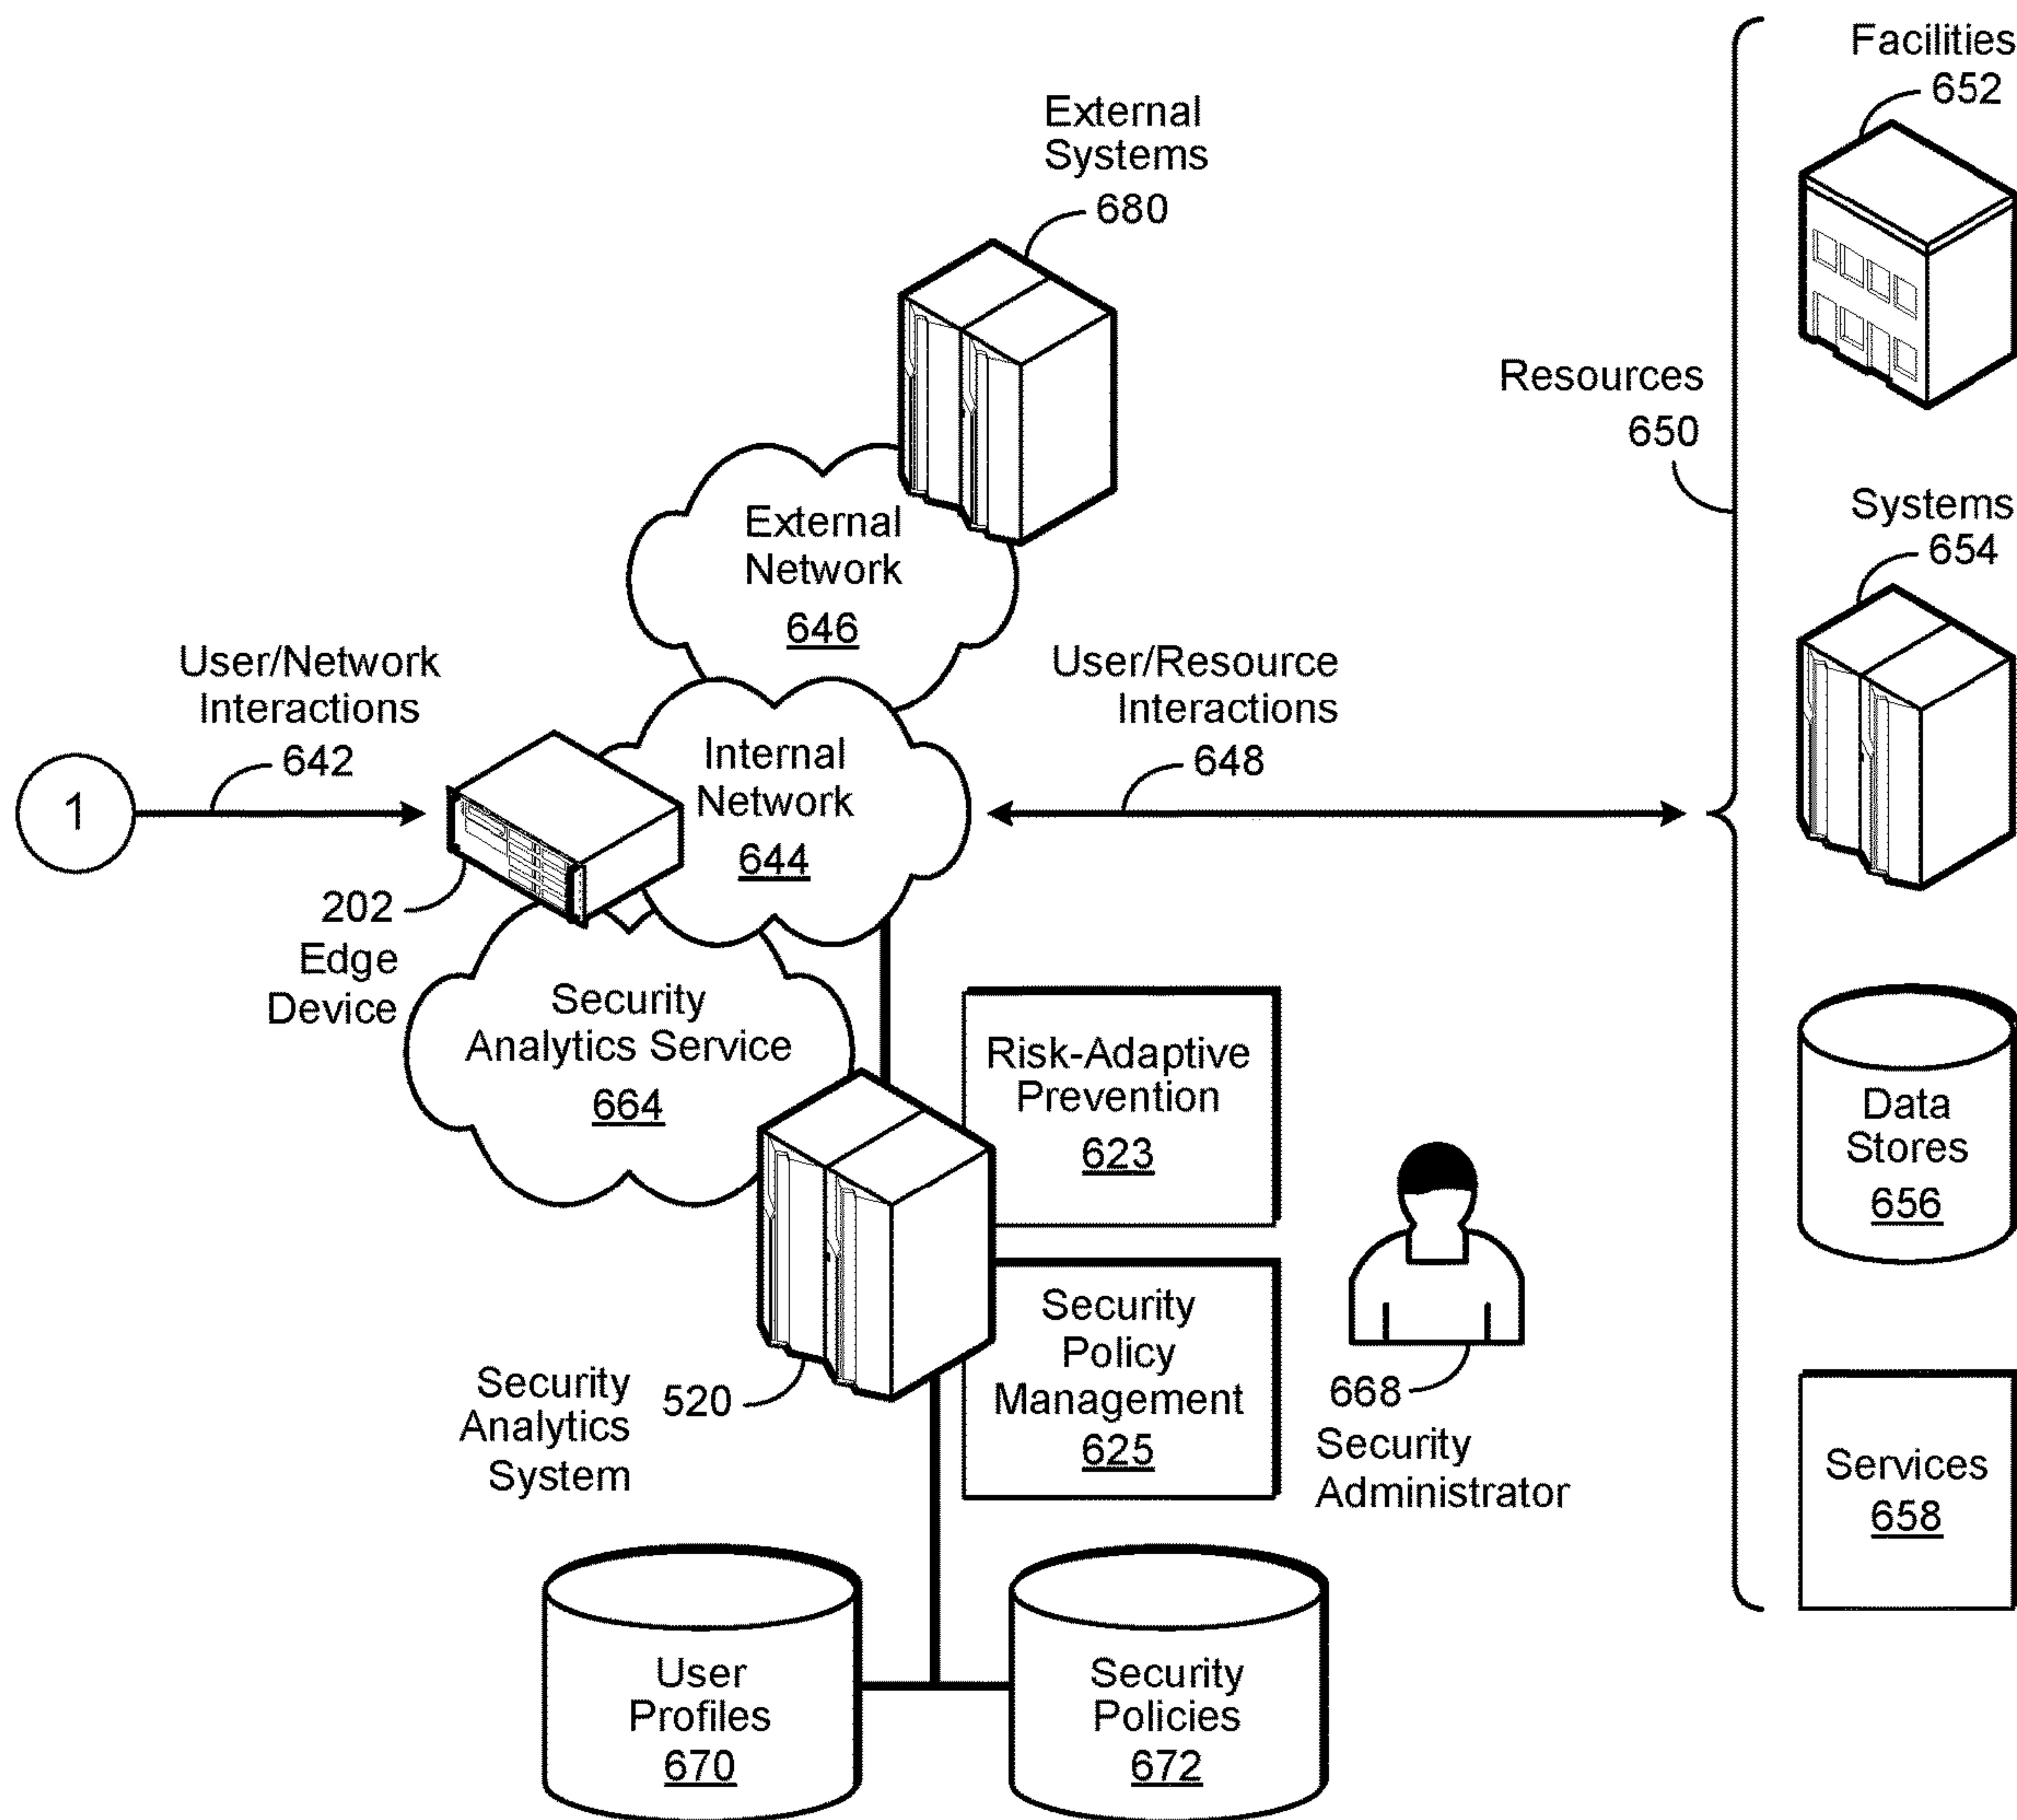 Facilities
652
External
Systems
680
Resources
650
Systems
654
External
Network
646
User/Network
Interactions
642
User/Resource
Interactions
648
1
Internal
Network
644
202
Edge
Device
Security
Analytics Service
664
Risk-Adaptive
Prevention
623
Data
Stores
656
Security
Policy
Management
625
Security
Analytics
System
520
668
Security
Administrator
Services
658
User
Profiles
670
Security
Policies
672